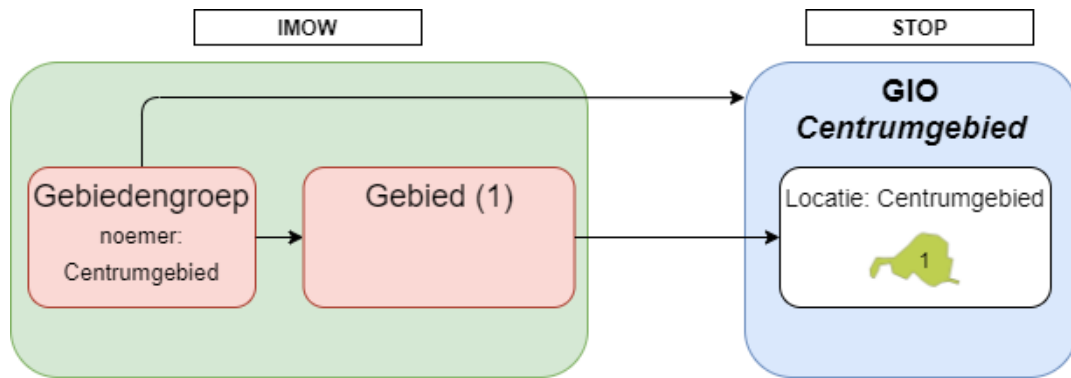 IMOW
STOP
GIO
Centrumgebied
Gebiedengroep
noemer:
Centrumgebied
Gebied (1)
Locatie: Centrumgebied
1